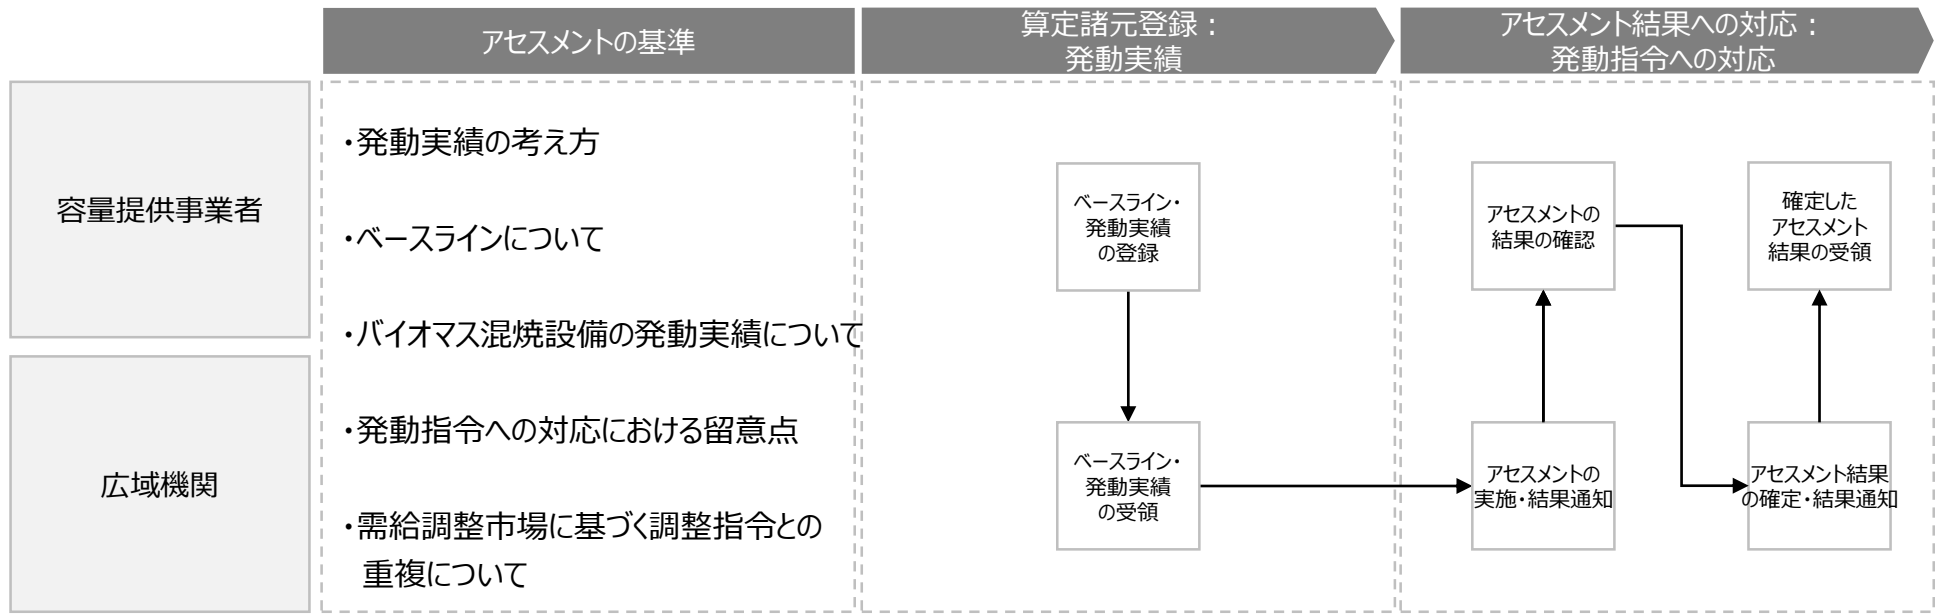 アセスメントの基準
算定諸元登録：
発動実績
アセスメント結果への対応：
発動指令への対応
容量提供事業者
広域機関
・発動実績の考え方
・ベースラインについて
・バイオマス混焼設備の発動実績について
・発動指令への対応における留意点
・需給調整市場に基づく調整指令との
重複について
ベースライン・
発動実績
の登録
ベースライン・
発動実績
の受領
アセスメントの
結果の確認
アセスメントの
実施・結果通知
確定した
アセスメント
結果の受領
アセスメント結果
の確定・結果通知